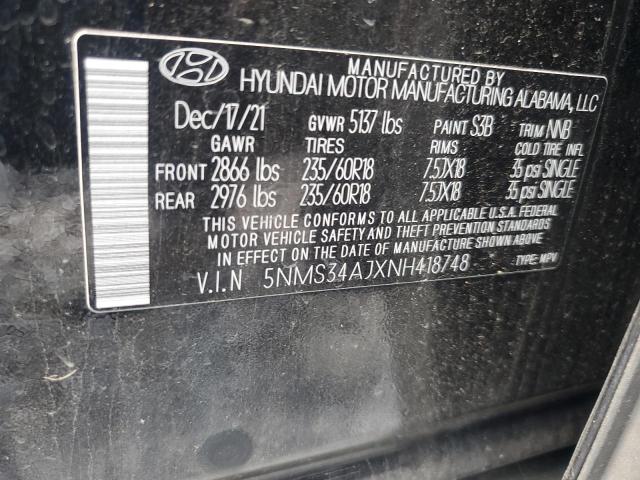 MANUFACTURED BY
HYUNDAI MOTOR MANUFACTURING ALABAMA, LLC
Dec/17/21 GVWR 5137 lbs PAINT S3B TRIM NNB
GAWR TIRES RIMS COLD TIRE INFL.
FRONT 2866 lbs 235/60R18 7.5JX18 35 psi SINGLE
REAR 2976 lbs 235/60R18 7.5JX18 35 psi SINGLE
THIS VEHICLE CONFORMS TO ALL APPLICABLE U.S.A. FEDERAL
MOTOR VEHICLE SAFETY AND THEFT PREVENTION STANDARDS
IN EFFECT ON THE DATE OF MANUFACTURE SHOWN ABOVE.
V.I.N 5NMS34AJXNH418748 TYPE: MPV